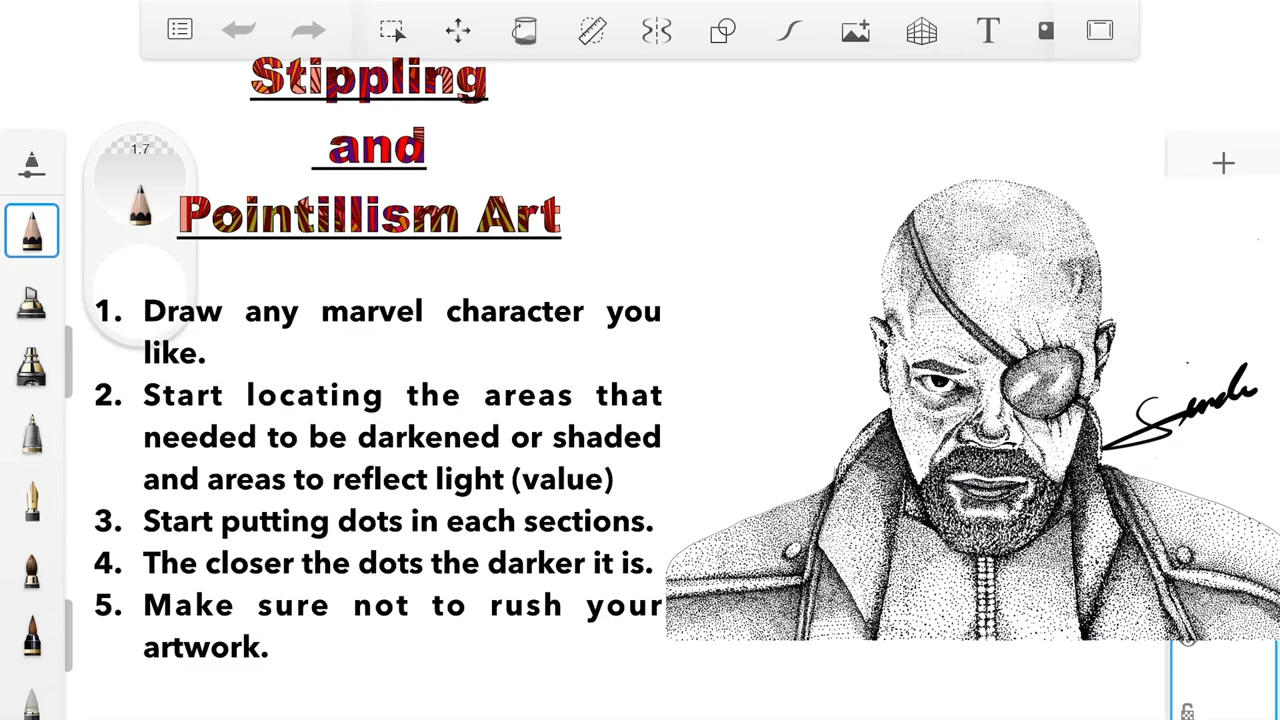 Stippling
and
Pointillism Art
1.7
1. Draw any marvel character you
like.
2. Start locating the areas that
needed to be darkened or shaded
and areas to reflect light (value)
3. Start putting dots in each sections.
4. The closer the dots the darker it is.
5. Make sure not to rush your
artwork.